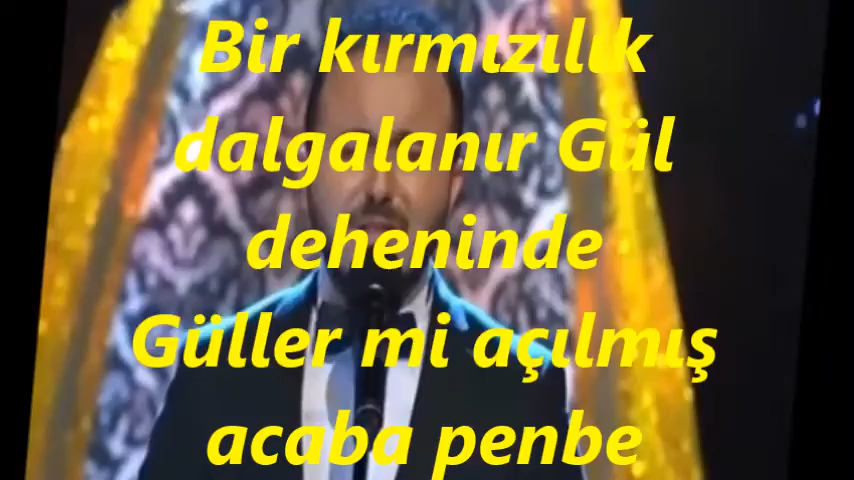 Bir kırmızılık
dalgalanır Gül
deheninde
Güller mi açılmış
acaba penbe